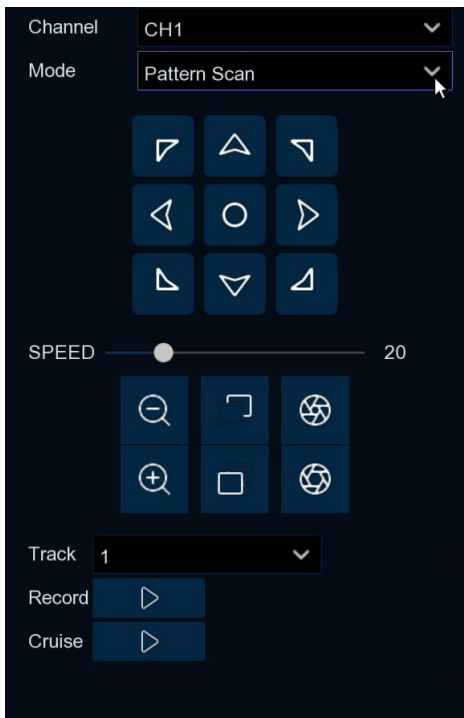 Channel CH1
Mode Pattern Scan
SPEED 20
Track 1
Record
Cruise